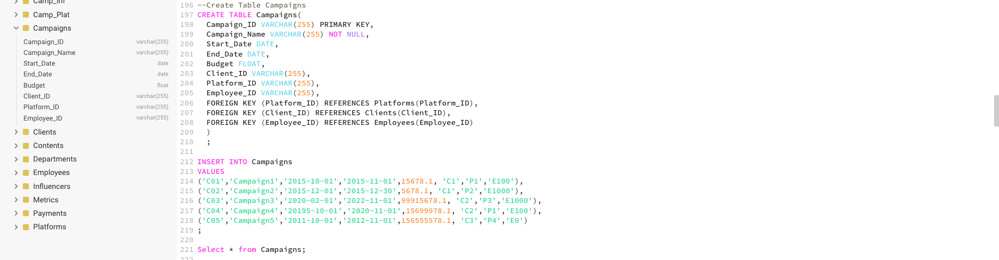 Camp_Inf
Camp_Plat
Campaigns
Campaign_ID varchar(255)
Campaign_Name varchar(255)
Start_Date date
End_Date date
Budget float
Client_ID varchar(255)
Platform_ID varchar(255)
Employee_ID varchar(255)
Clients
Contents
Departments
Employees
Influencers
Metrics
Payments
Platforms
196 --Create Table Campaigns
197 CREATE TABLE Campaigns(
198 Campaign_ID VARCHAR(255) PRIMARY KEY,
199 Campaign_Name VARCHAR(255) NOT NULL,
200 Start_Date DATE,
201 End_Date DATE,
202 Budget FLOAT,
203 Client_ID VARCHAR(255),
204 Platform_ID VARCHAR(255),
205 Employee_ID VARCHAR(255),
206 FOREIGN KEY (Platform_ID) REFERENCES Platforms(Platform_ID),
207 FOREIGN KEY (Client_ID) REFERENCES Clients(Client_ID),
208 FOREIGN KEY (Employee_ID) REFERENCES Employees(Employee_ID)
209 )
210 ;
211
212 INSERT INTO Campaigns
213 VALUES
214 ('C01','Campaign1','2015-10-01','2015-11-01',15678.1, 'C1','P1','E100'),
215 ('C02','Campaign2','2015-12-01','2015-12-30',5678.1, 'C1','P2','E1000'),
216 ('C03','Campaign3','2020-02-01','2022-11-01',99915678.1, 'C2','P3','E1000'),
217 ('C04','Campaign4','20195-10-01','2020-11-01',15699978.1, 'C2','P1','E100'),
218 ('C05','Campaign5','2011-10-01','2012-11-01',156555578.1, 'C3','P4','E0')
219 ;
220
221 Select * from Campaigns;
222